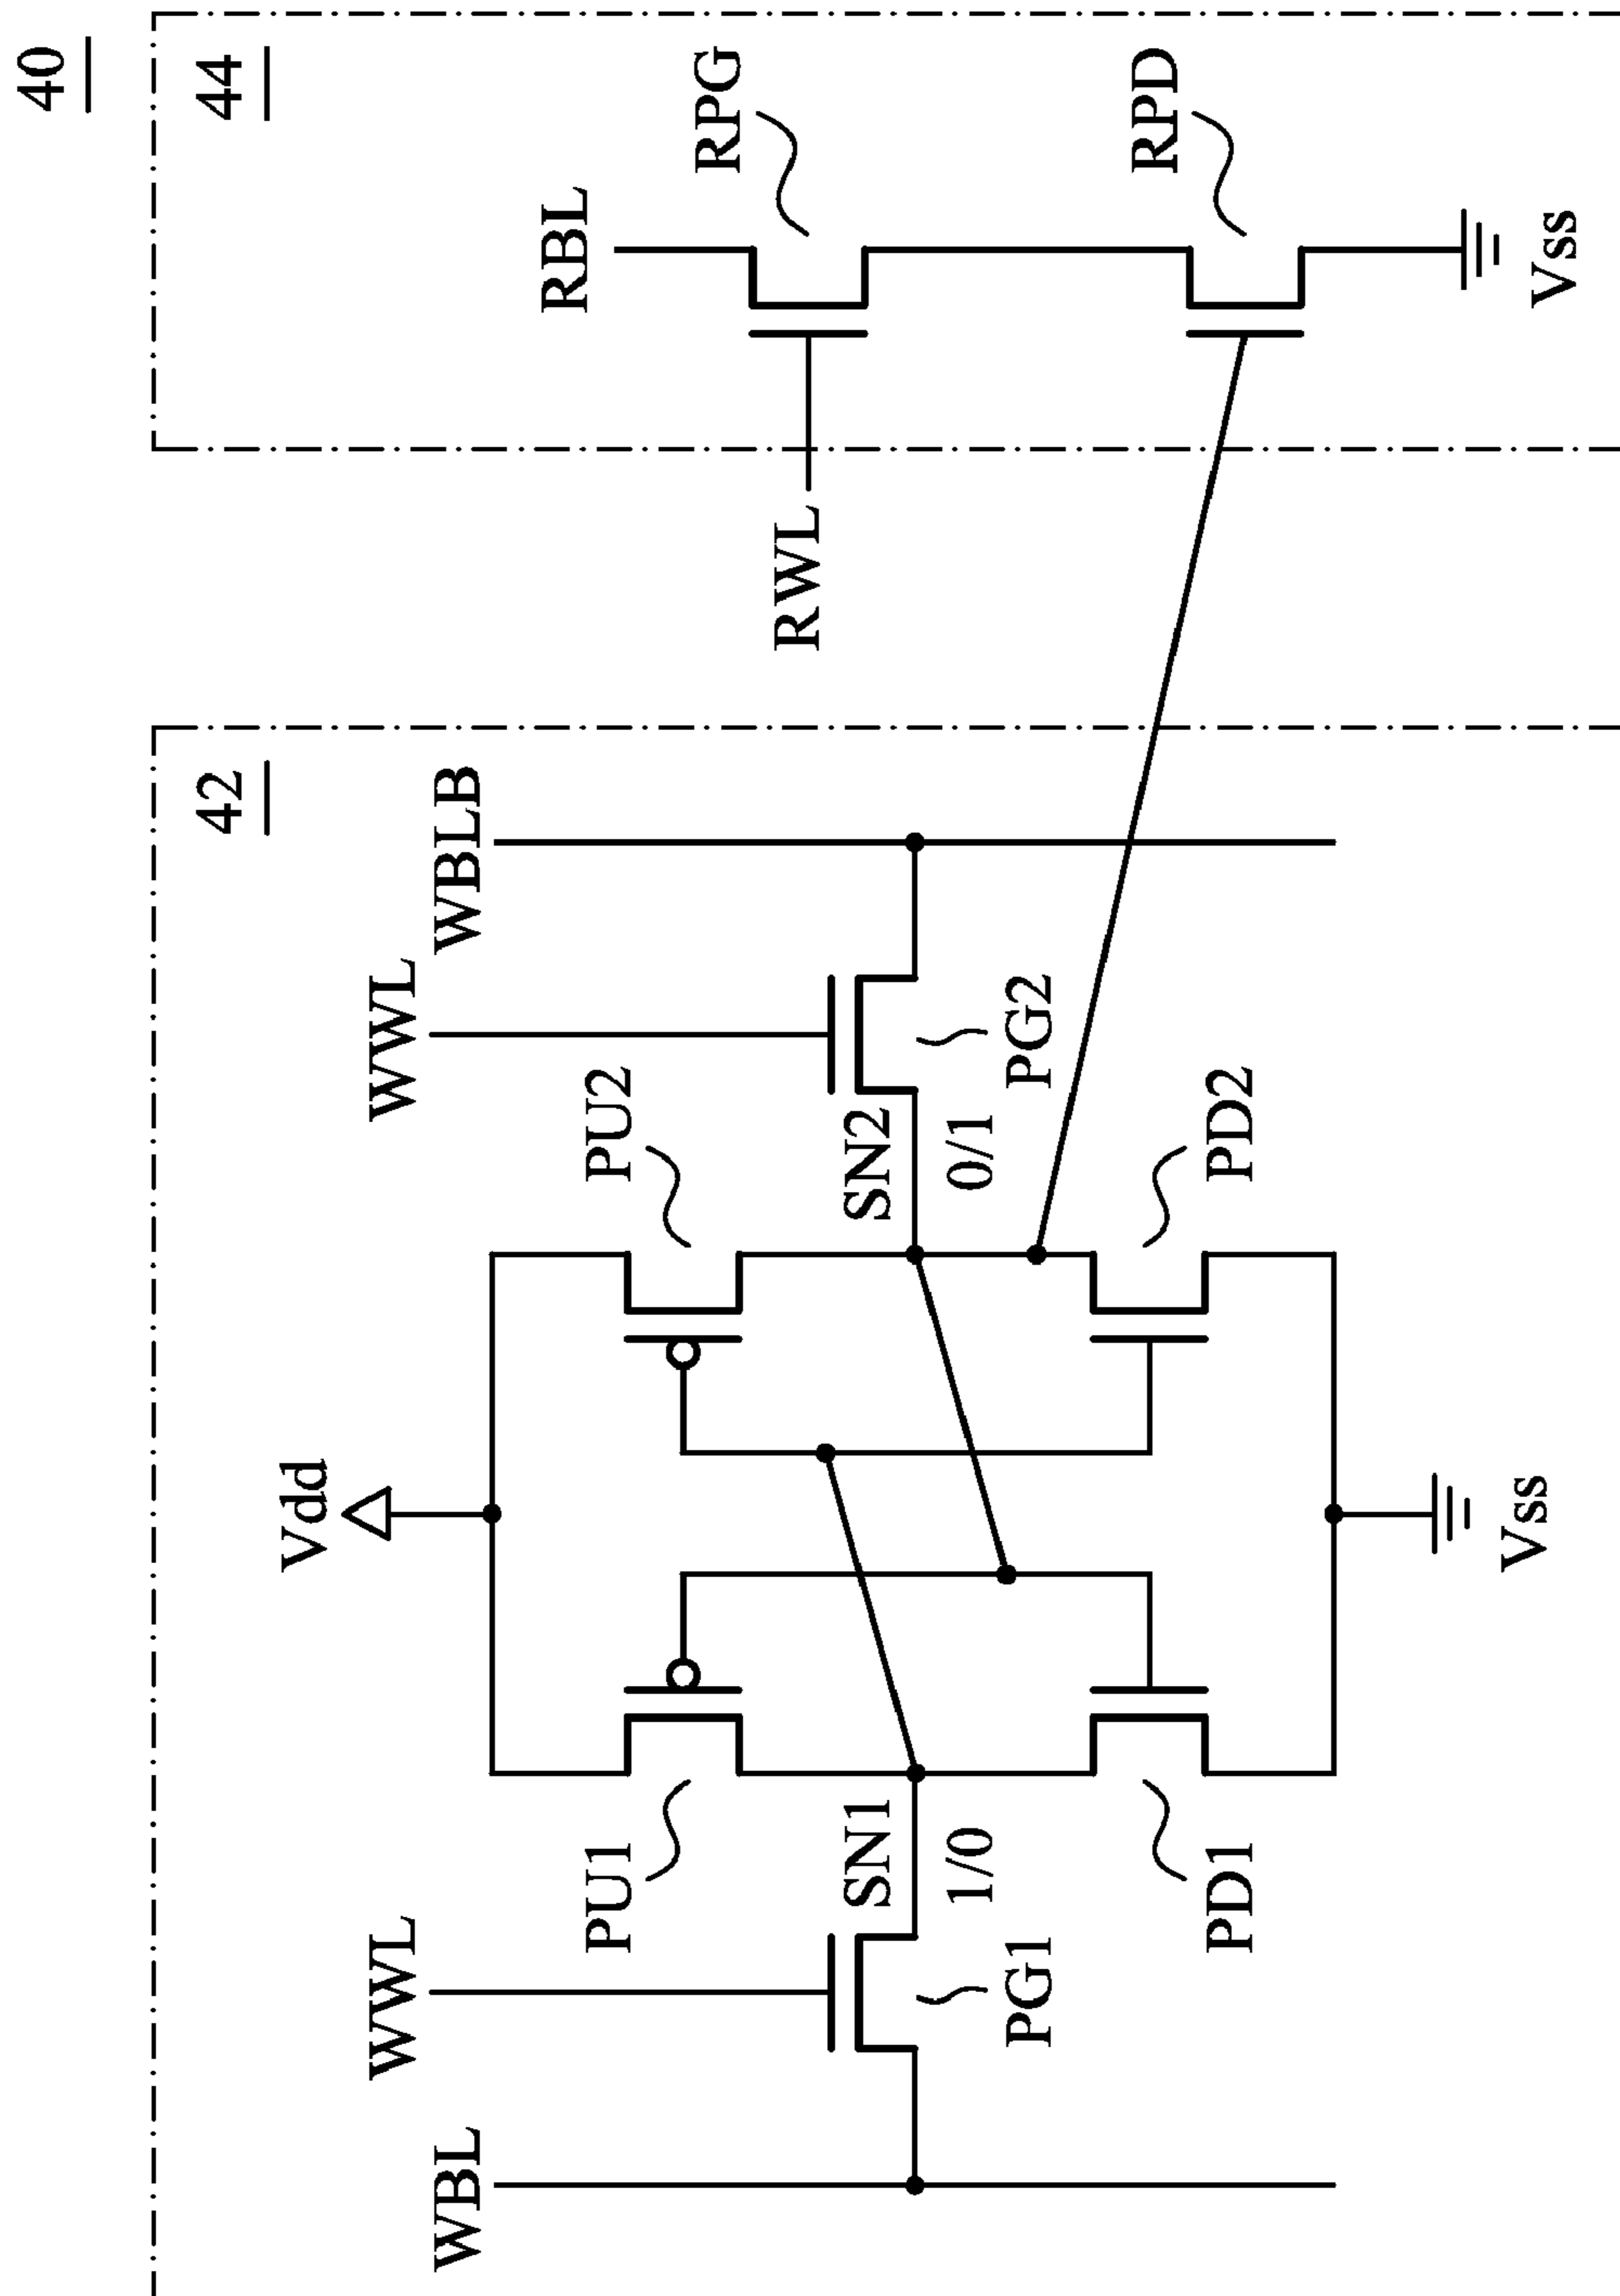 40
42
44
Vdd
WWL
WWL
WBL
WBLB
RBL
PU1
PU2
RPG
RWL
SN1
SN2
1/0
0/1
PG1
PG2
PD1
PD2
RPD
Vss
Vss